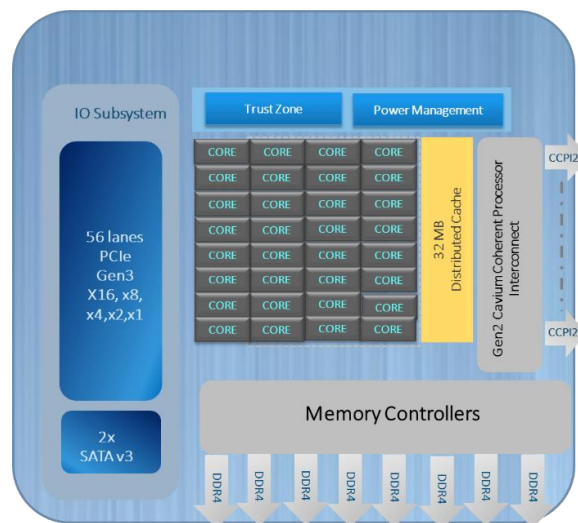 IO Subsystem
56 lanes
PCIe
Gen3
X16, x8,
x4,x2,x1
2x
SATA v3
TrustZone
Power Management
CORE CORE CORE CORE
CORE CORE CORE CORE
CORE CORE CORE CORE
CORE CORE CORE CORE
CORE CORE CORE CORE
CORE CORE CORE CORE
CORE CORE CORE CORE
CORE CORE CORE CORE
32 MB
Distributed Cache
Gen2 Cavium Coherent Processor
Interconnect
CCPI2
CCPI2
Memory Controllers
DDR4
DDR4
DDR4
DDR4
DDR4
DDR4
DDR4
DDR4